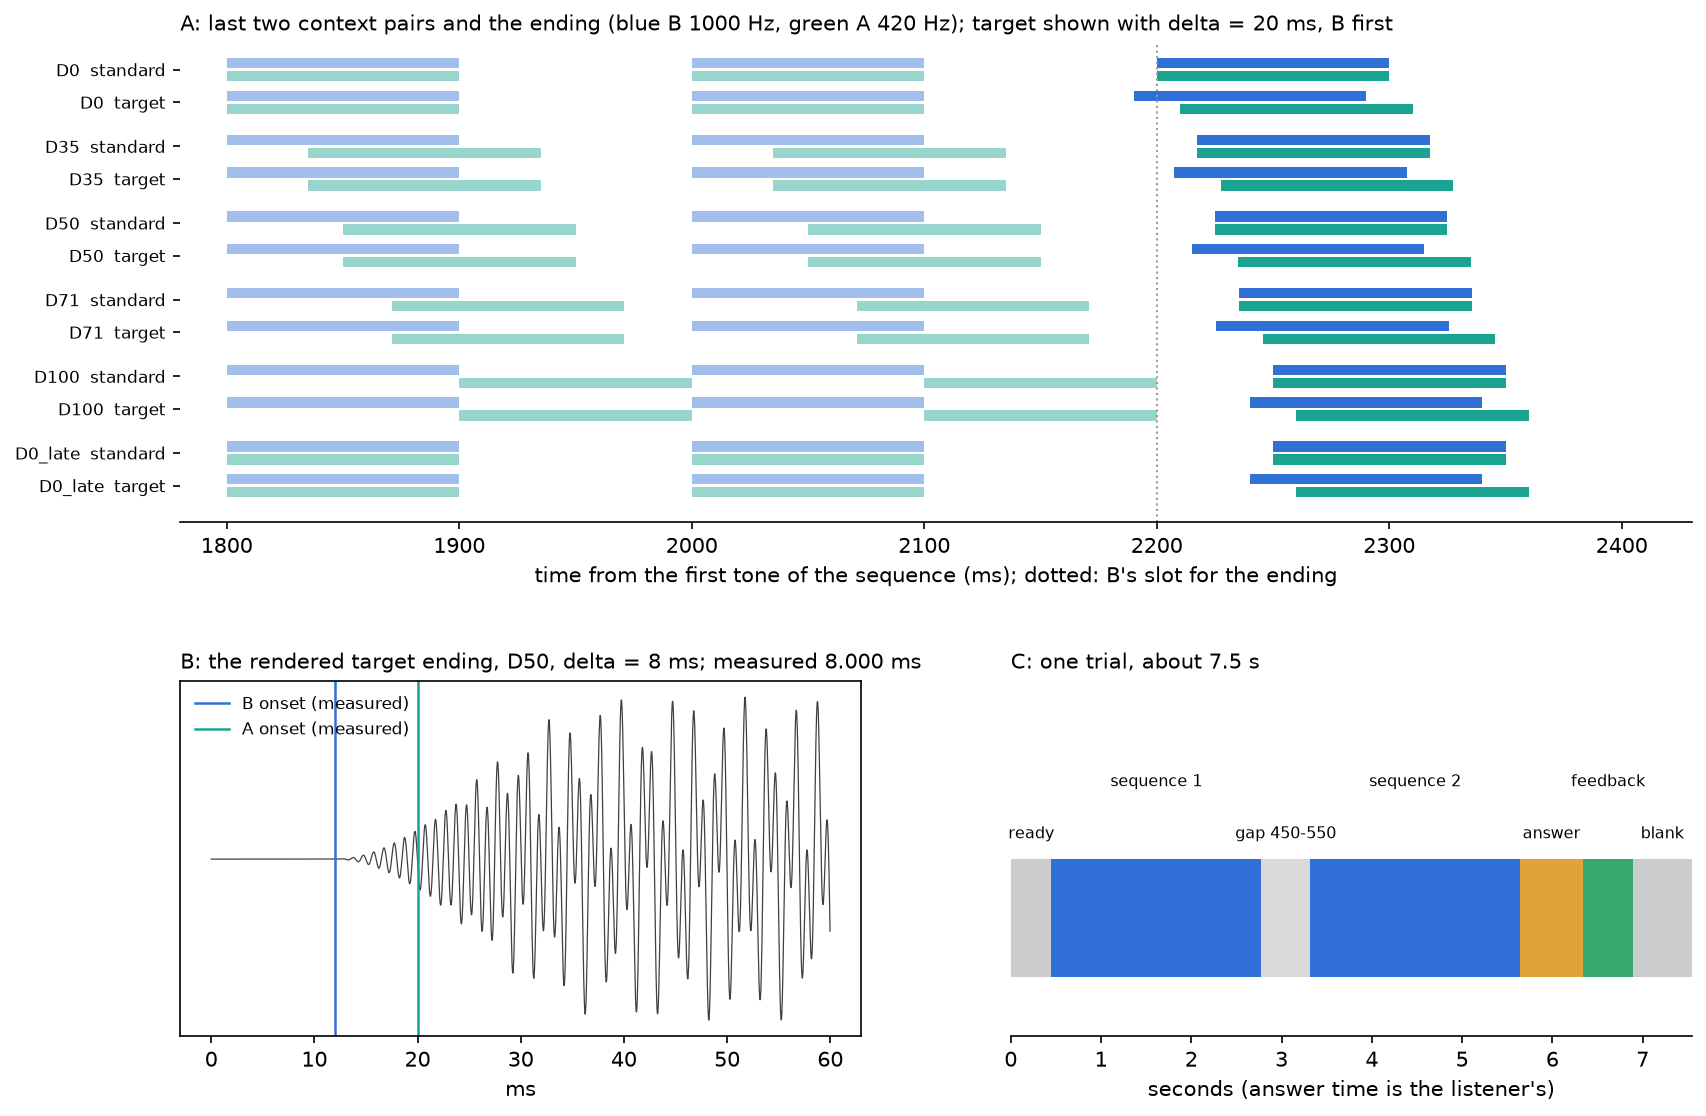 A: last two context pairs and the ending (blue B 1000 Hz, green A 420 Hz); target shown with delta = 20 ms, B first
D0  standard
D0  target
D35  standard
D35  target
D50  standard
D50  target
D71  standard
D71  target
D100  standard
D100  target
D0_late  standard
D0_late  target
1800 1900 2000 2100 2200 2300 2400
time from the first tone of the sequence (ms); dotted: B's slot for the ending
B: the rendered target ending, D50, delta = 8 ms; measured 8.000 ms
B onset (measured)
A onset (measured)
0 10 20 30 40 50 60
ms
C: one trial, about 7.5 s
sequence 1 sequence 2 feedback
ready gap 450-550 answer blank
0 1 2 3 4 5 6 7
seconds (answer time is the listener's)